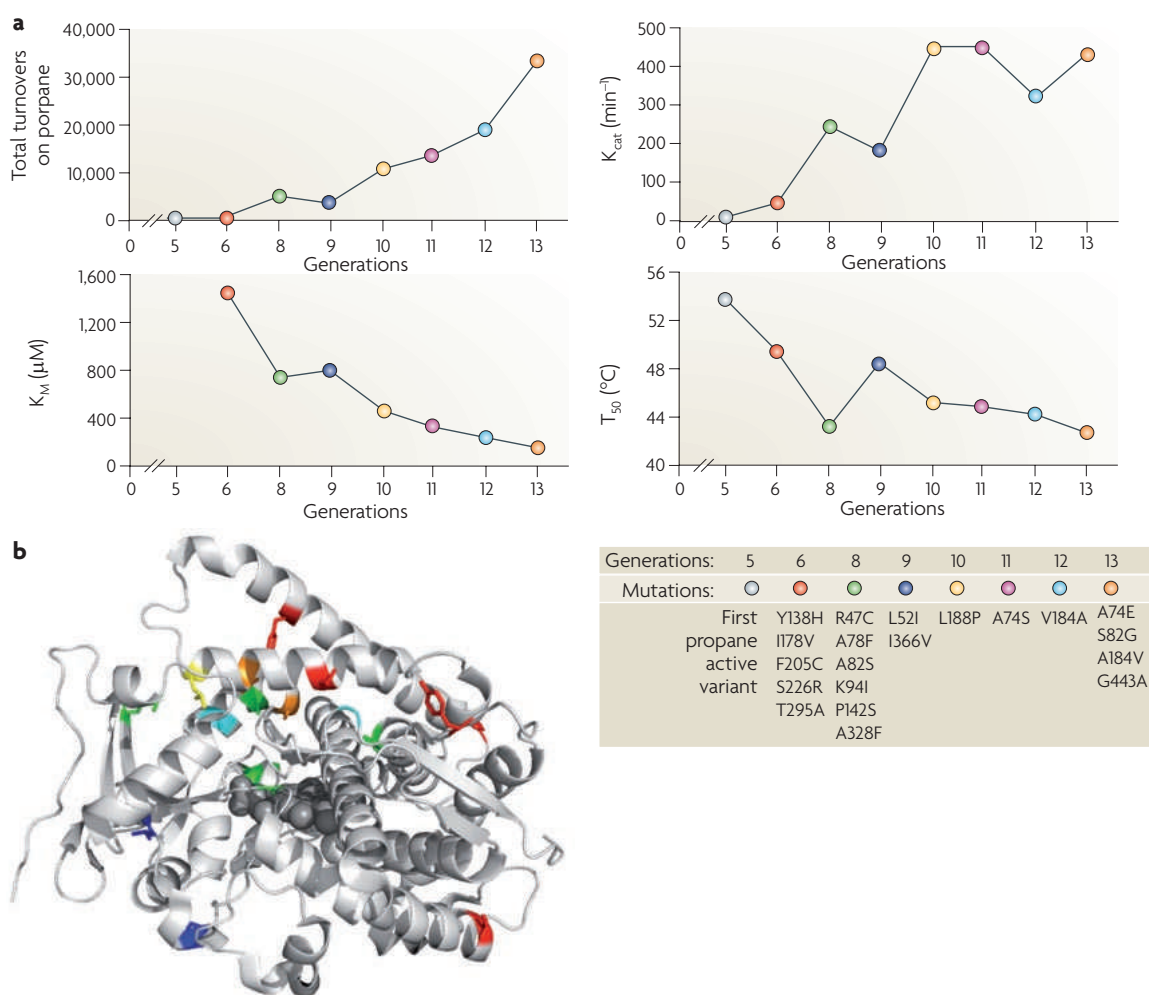 a
40,000
30,000
20,000
10,000
0
Total turnovers
on porpane
0 5 6 8 9 10 11 12 13
Generations
500
400
300
200
100
0
Kcat (min–1)
0 5 6 8 9 10 11 12 13
Generations
1,600
1,200
800
400
0
KM (μM)
0 5 6 8 9 10 11 12 13
Generations
56
52
48
44
40
T50 (°C)
0 5 6 8 9 10 11 12 13
Generations
b
Generations: 5 6 8 9 10 11 12 13
Mutations:
First Y138H R47C L52I L188P A74S V184A A74E
propane I178V A78F I366V S82G
active F205C A82S A184V
variant S226R K94I G443A
T295A P142S
A328F